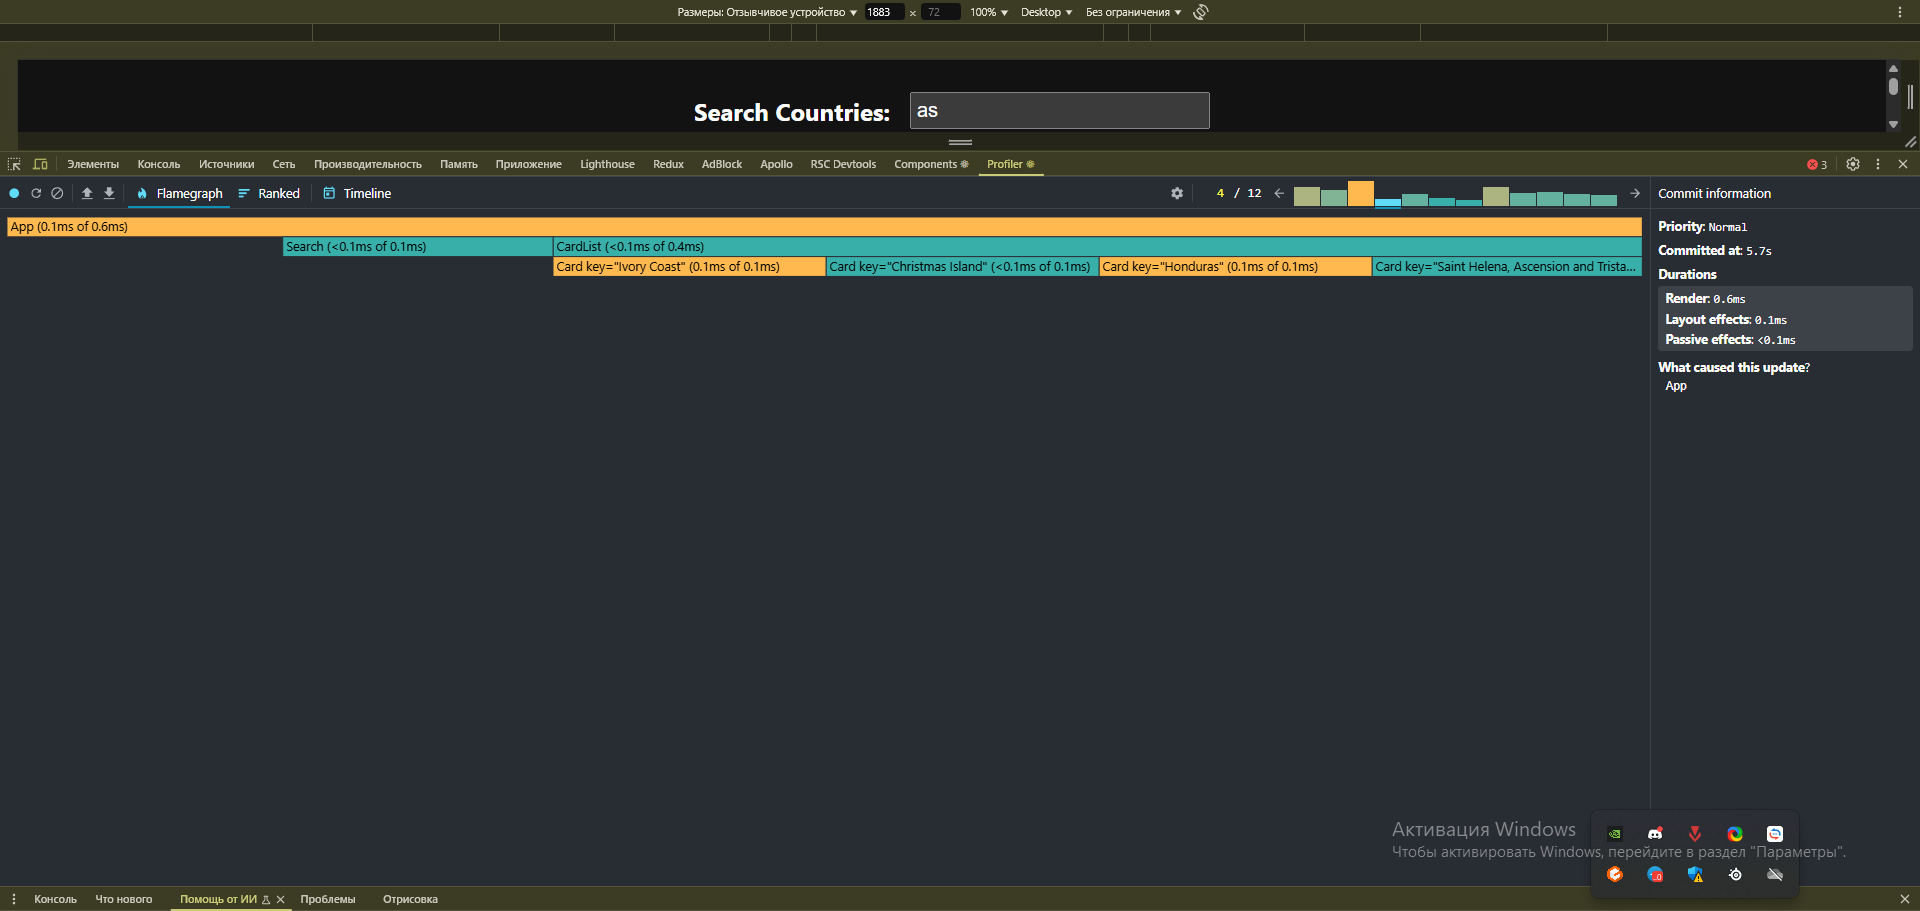 Размеры: Отзывчивое устройство ▼ 1883 × 72 100% ▼ Desktop ▼ Без ограничения ▼
Search Countries: as
Элементы Консоль Источники Сеть Производительность Память Приложение Lighthouse Redux AdBlock Apollo RSC Devtools Components Profiler 3
Flamegraph Ranked Timeline 4 / 12 Commit information
App (0.1ms of 0.6ms)
Search (<0.1ms of 0.1ms) CardList (<0.1ms of 0.4ms)
Card key="Ivory Coast" (0.1ms of 0.1ms) Card key="Christmas Island" (<0.1ms of 0.1ms) Card key="Honduras" (0.1ms of 0.1ms) Card key="Saint Helena, Ascension and Trista...
Priority: Normal
Committed at: 5.7s
Durations
Render: 0.6ms
Layout effects: 0.1ms
Passive effects: <0.1ms
What caused this update?
App
Активация Windows
Чтобы активировать Windows, перейдите в раздел "Параметры".
Консоль Что нового Помощь от ИИ Проблемы Отрисовка